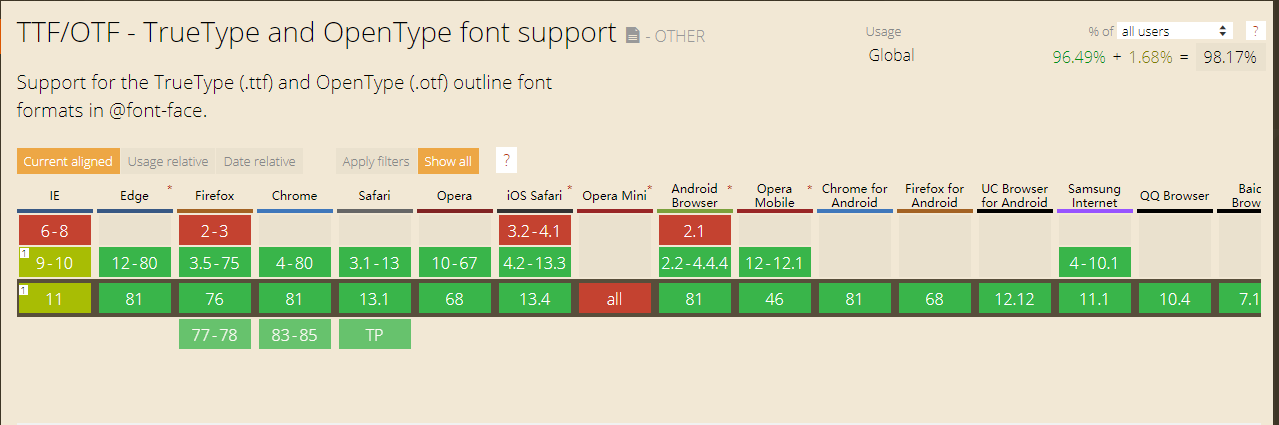 TTF/OTF - TrueType and OpenType font support - OTHER
Usage % of all users ?
Global 96.49% + 1.68% = 98.17%
Support for the TrueType (.ttf) and OpenType (.otf) outline font
formats in @font-face.
Current aligned Usage relative Date relative Apply filters Show all ?
IE Edge * Firefox Chrome Safari Opera iOS Safari * Opera Mini * Android Browser * Opera Mobile * Chrome for Android Firefox for Android UC Browser for Android Samsung Internet QQ Browser Baid Brow
6-8 2-3 3.2-4.1 2.1
1 9-10 12-80 3.5-75 4-80 3.1-13 10-67 4.2-13.3 2.2-4.4.4 12-12.1 4-10.1
1 11 81 76 81 13.1 68 13.4 all 81 46 81 68 12.12 11.1 10.4 7.1
77-78 83-85 TP